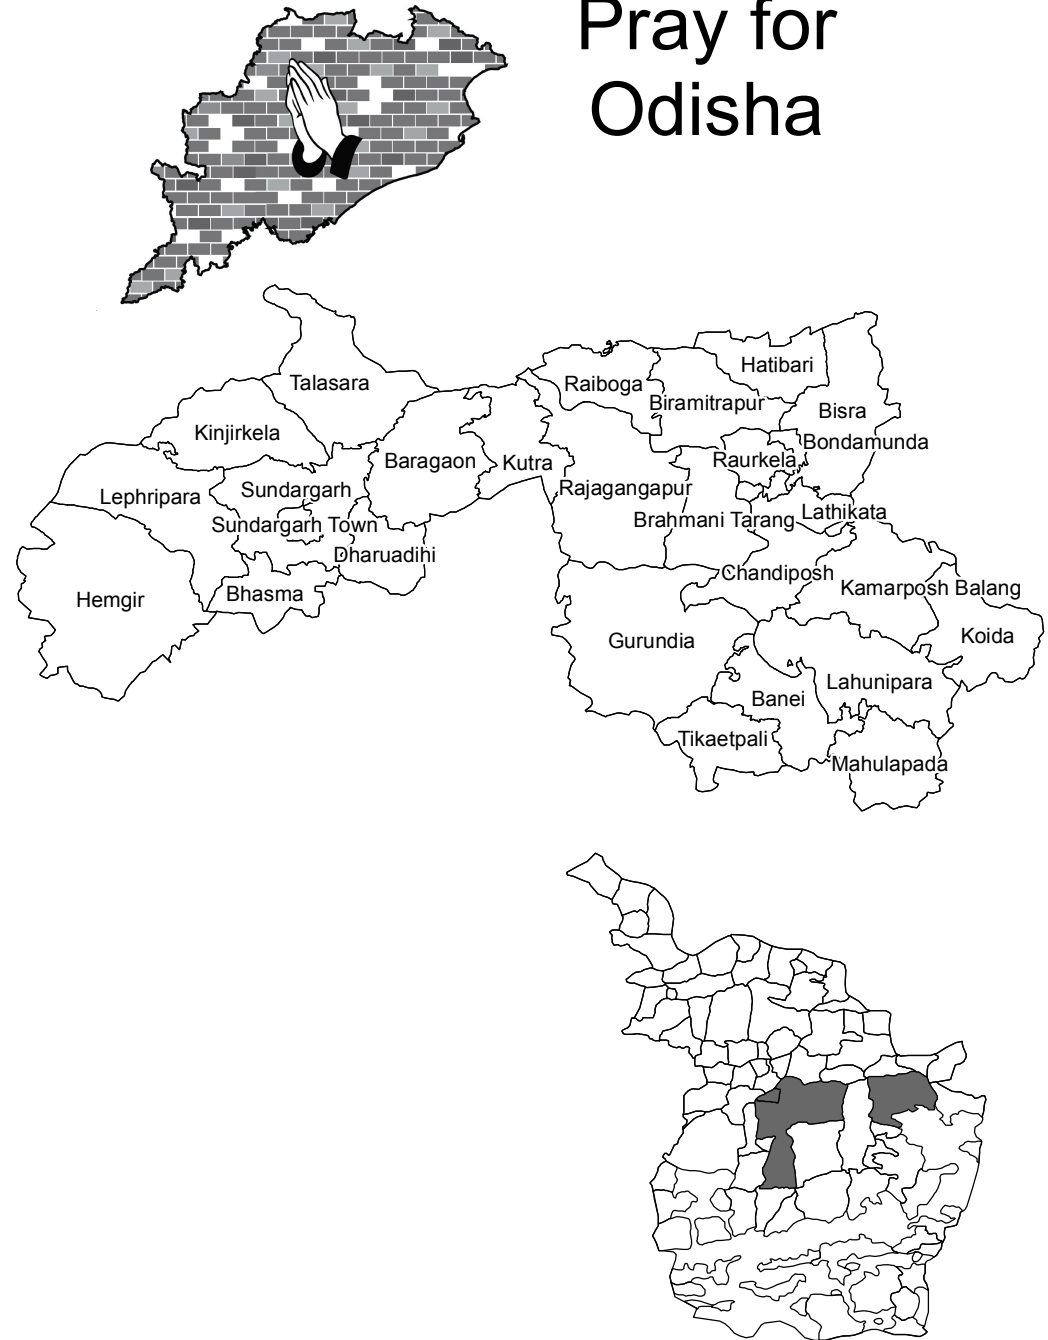 Pray for
Odisha
Talasara
Kinjirkela
Lephripara
Sundargarh
Sundargarh Town
Dharuadihi
Bhasma
Hemgir
Baragaon
Kutra
Raiboga
Biramitrapur
Hatibari
Bisra
Bondamunda
Raurkela
Rajagangapur
Brahmani Tarang
Lathikata
Chandiposh
Kamarposh Balang
Koida
Gurundia
Lahunipara
Banei
Tikaetpali
Mahulapada